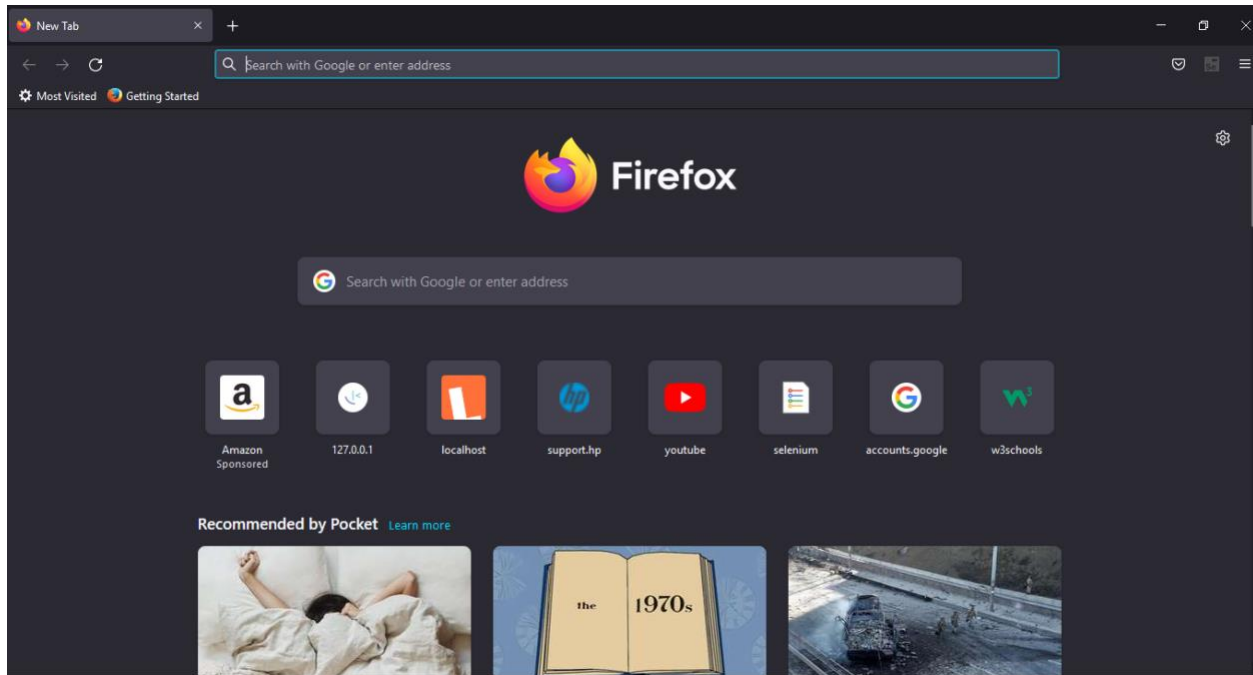 New Tab
Search with Google or enter address
Most Visited Getting Started
Firefox
Search with Google or enter address
a
hp
3
Amazon
Sponsored
127.0.0.1
localhost
support.hp
youtube
selenium
accounts.google
w3schools
Recommended by Pocket Learn more
the 1970s